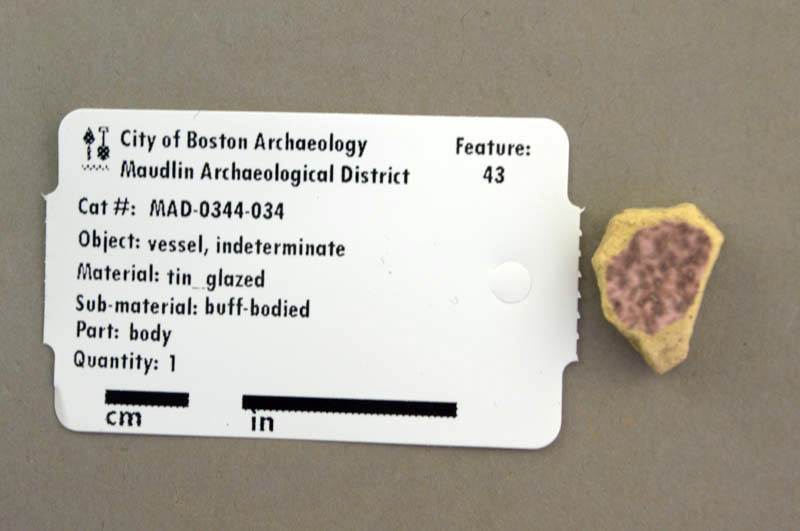 City of Boston Archaeology
Maudlin Archaeological District
Feature:
43
Cat #: MAD-0344-034
Object: vessel, indeterminate
Material: tin_glazed
Sub-material: buff-bodied
Part: body
Quantity: 1
cm in